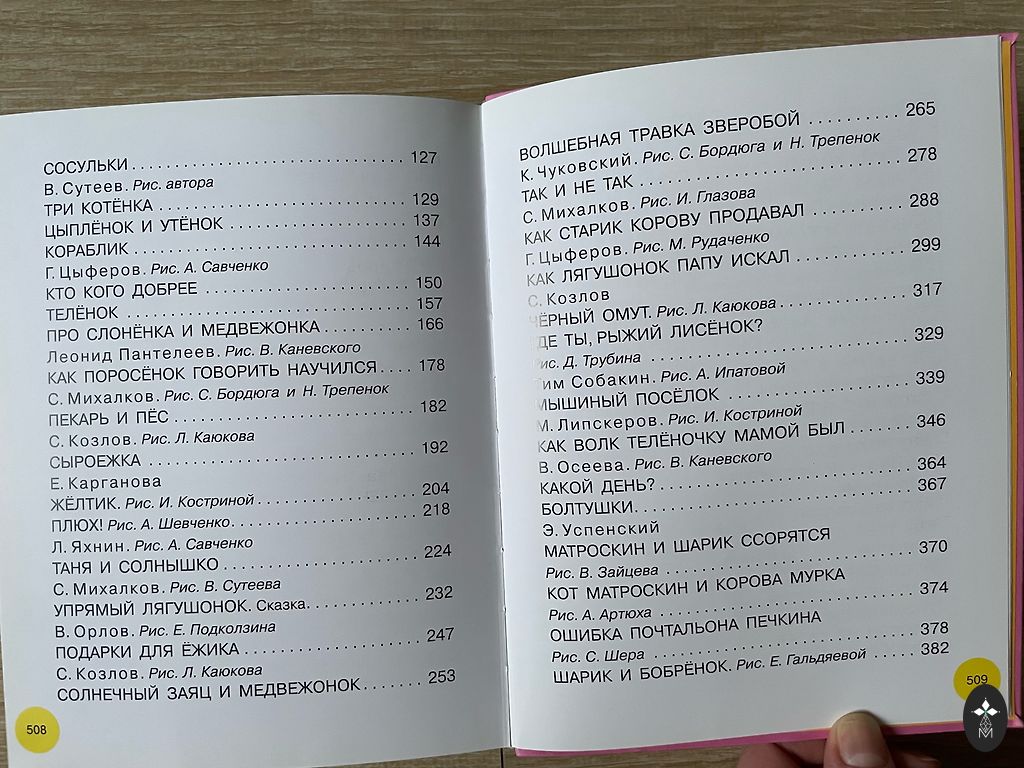 СОСУЛЬКИ . . . . . . . . . . . . . . . . . . . . . . . . . . . . . 127
В. Сутеев. Рис. автора
ТРИ КОТЁНКА . . . . . . . . . . . . . . . . . . . . . . . . . . 129
ЦЫПЛЁНОК И УТЁНОК . . . . . . . . . . . . . . . . . . . 137
КОРАБЛИК . . . . . . . . . . . . . . . . . . . . . . . . . . . . . 144
Г. Цыферов. Рис. А. Савченко
КТО КОГО ДОБРЕЕ . . . . . . . . . . . . . . . . . . . . . . 150
ТЕЛЁНОК . . . . . . . . . . . . . . . . . . . . . . . . . . . . . . 157
ПРО СЛОНЁНКА И МЕДВЕЖОНКА . . . . . . . . . . 166
Леонид Пантелеев. Рис. В. Каневского
КАК ПОРОСЁНОК ГОВОРИТЬ НАУЧИЛСЯ . . . . 178
С. Михалков. Рис. С. Бордюга и Н. Трепенок
ПЕКАРЬ И ПЁС . . . . . . . . . . . . . . . . . . . . . . . . . 182
С. Козлов. Рис. Л. Каюкова
СЫРОЕЖКА . . . . . . . . . . . . . . . . . . . . . . . . . . . . 192
Е. Карганова
ЖЁЛТИК. Рис. И. Костриной . . . . . . . . . . . . . . . . 204
ПЛЮХ! Рис. А. Шевченко. . . . . . . . . . . . . . . . . . . 218
Л. Яхнин. Рис. А. Савченко
ТАНЯ И СОЛНЫШКО . . . . . . . . . . . . . . . . . . . . 224
С. Михалков. Рис. В. Сутеева
УПРЯМЫЙ ЛЯГУШОНОК. Сказка. . . . . . . . . . . . 232
В. Орлов. Рис. Е. Подколзина
ПОДАРКИ ДЛЯ ЁЖИКА . . . . . . . . . . . . . . . . . . 247
С. Козлов. Рис. Л. Каюкова
СОЛНЕЧНЫЙ ЗАЯЦ И МЕДВЕЖОНОК . . . . . . . 253
508
ВОЛШЕБНАЯ ТРАВКА ЗВЕРОБОЙ . . . . . . . . . . 265
К. Чуковский. Рис. С. Бордюга и Н. Трепенок
ТАК И НЕ ТАК . . . . . . . . . . . . . . . . . . . . . . . . . . 278
С. Михалков. Рис. И. Глазова
КАК СТАРИК КОРОВУ ПРОДАВАЛ . . . . . . . . . . 288
Г. Цыферов. Рис. М. Рудаченко
КАК ЛЯГУШОНОК ПАПУ ИСКАЛ . . . . . . . . . . . . 299
С. Козлов
ЧЁРНЫЙ ОМУТ. Рис. Л. Каюкова . . . . . . . . . . . . . 317
ГДЕ ТЫ, РЫЖИЙ ЛИСЁНОК?
Рис. Д. Трубина . . . . . . . . . . . . . . . . . . . . . . . . . 329
Тим Собакин. Рис. А. Ипатовой
МЫШИНЫЙ ПОСЁЛОК . . . . . . . . . . . . . . . . . . . 339
М. Липскеров. Рис. И. Костриной
КАК ВОЛК ТЕЛЁНОЧКУ МАМОЙ БЫЛ . . . . . . . 346
В. Осеева. Рис. В. Каневского
КАКОЙ ДЕНЬ? . . . . . . . . . . . . . . . . . . . . . . . . . . 364
БОЛТУШКИ. . . . . . . . . . . . . . . . . . . . . . . . . . . . . 367
Э. Успенский
МАТРОСКИН И ШАРИК ССОРЯТСЯ
Рис. В. Зайцева . . . . . . . . . . . . . . . . . . . . . . . . . 370
КОТ МАТРОСКИН И КОРОВА МУРКА
Рис. А. Артюха . . . . . . . . . . . . . . . . . . . . . . . . . . 374
ОШИБКА ПОЧТАЛЬОНА ПЕЧКИНА
Рис. С. Шера . . . . . . . . . . . . . . . . . . . . . . . . . . . 378
ШАРИК И БОБРЁНОК. Рис. Е. Гальдяевой . . . . . 382
509
М